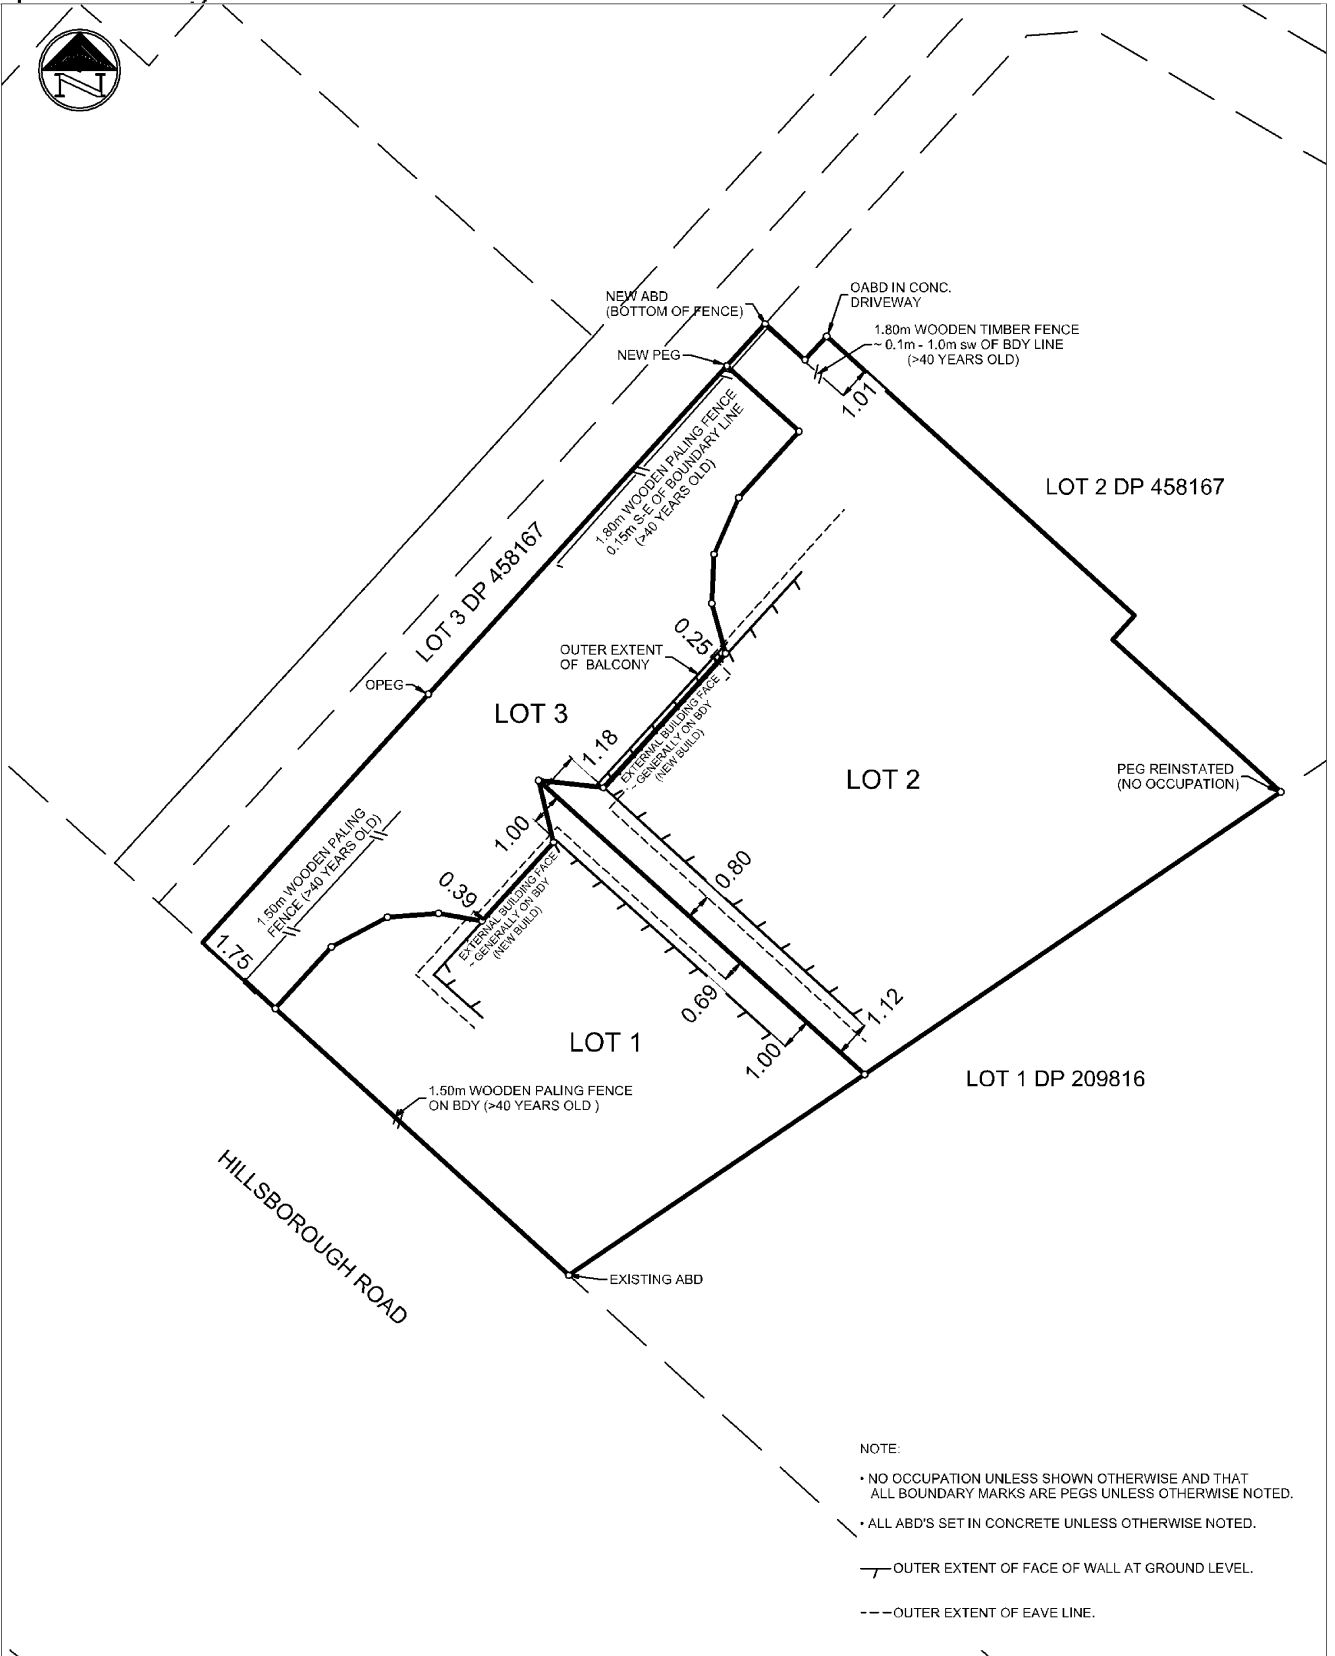 N
NEW ABD
(BOTTOM OF FENCE)
OABD IN CONC.
DRIVEWAY
1.80m WOODEN TIMBER FENCE
~ 0.1m - 1.0m sw OF BDY LINE
(>40 YEARS OLD)
NEW PEG
1.01
1.80m WOODEN PALING FENCE
0.15m S-E OF BOUNDARY LINE
(>40 YEARS OLD)
LOT 2 DP 458167
LOT 3 DP 458167
0.25
OUTER EXTENT
OF BALCONY
OPEG
LOT 3
EXTERNAL BUILDING FACE
~ GENERALLY ON BDY
(NEW BUILD)
1.18
LOT 2
PEG REINSTATED
(NO OCCUPATION)
1.00
1.50m WOODEN PALING
FENCE (>40 YEARS OLD)
0.39
0.80
EXTERNAL BUILDING FACE
~ GENERALLY ON BDY
(NEW BUILD)
1.75
0.69
1.12
LOT 1
1.00
LOT 1 DP 209816
1.50m WOODEN PALING FENCE
ON BDY (>40 YEARS OLD )
HILLSBOROUGH ROAD
EXISTING ABD
NOTE:
• NO OCCUPATION UNLESS SHOWN OTHERWISE AND THAT
ALL BOUNDARY MARKS ARE PEGS UNLESS OTHERWISE NOTED.
• ALL ABD'S SET IN CONCRETE UNLESS OTHERWISE NOTED.
OUTER EXTENT OF FACE OF WALL AT GROUND LEVEL.
OUTER EXTENT OF EAVE LINE.